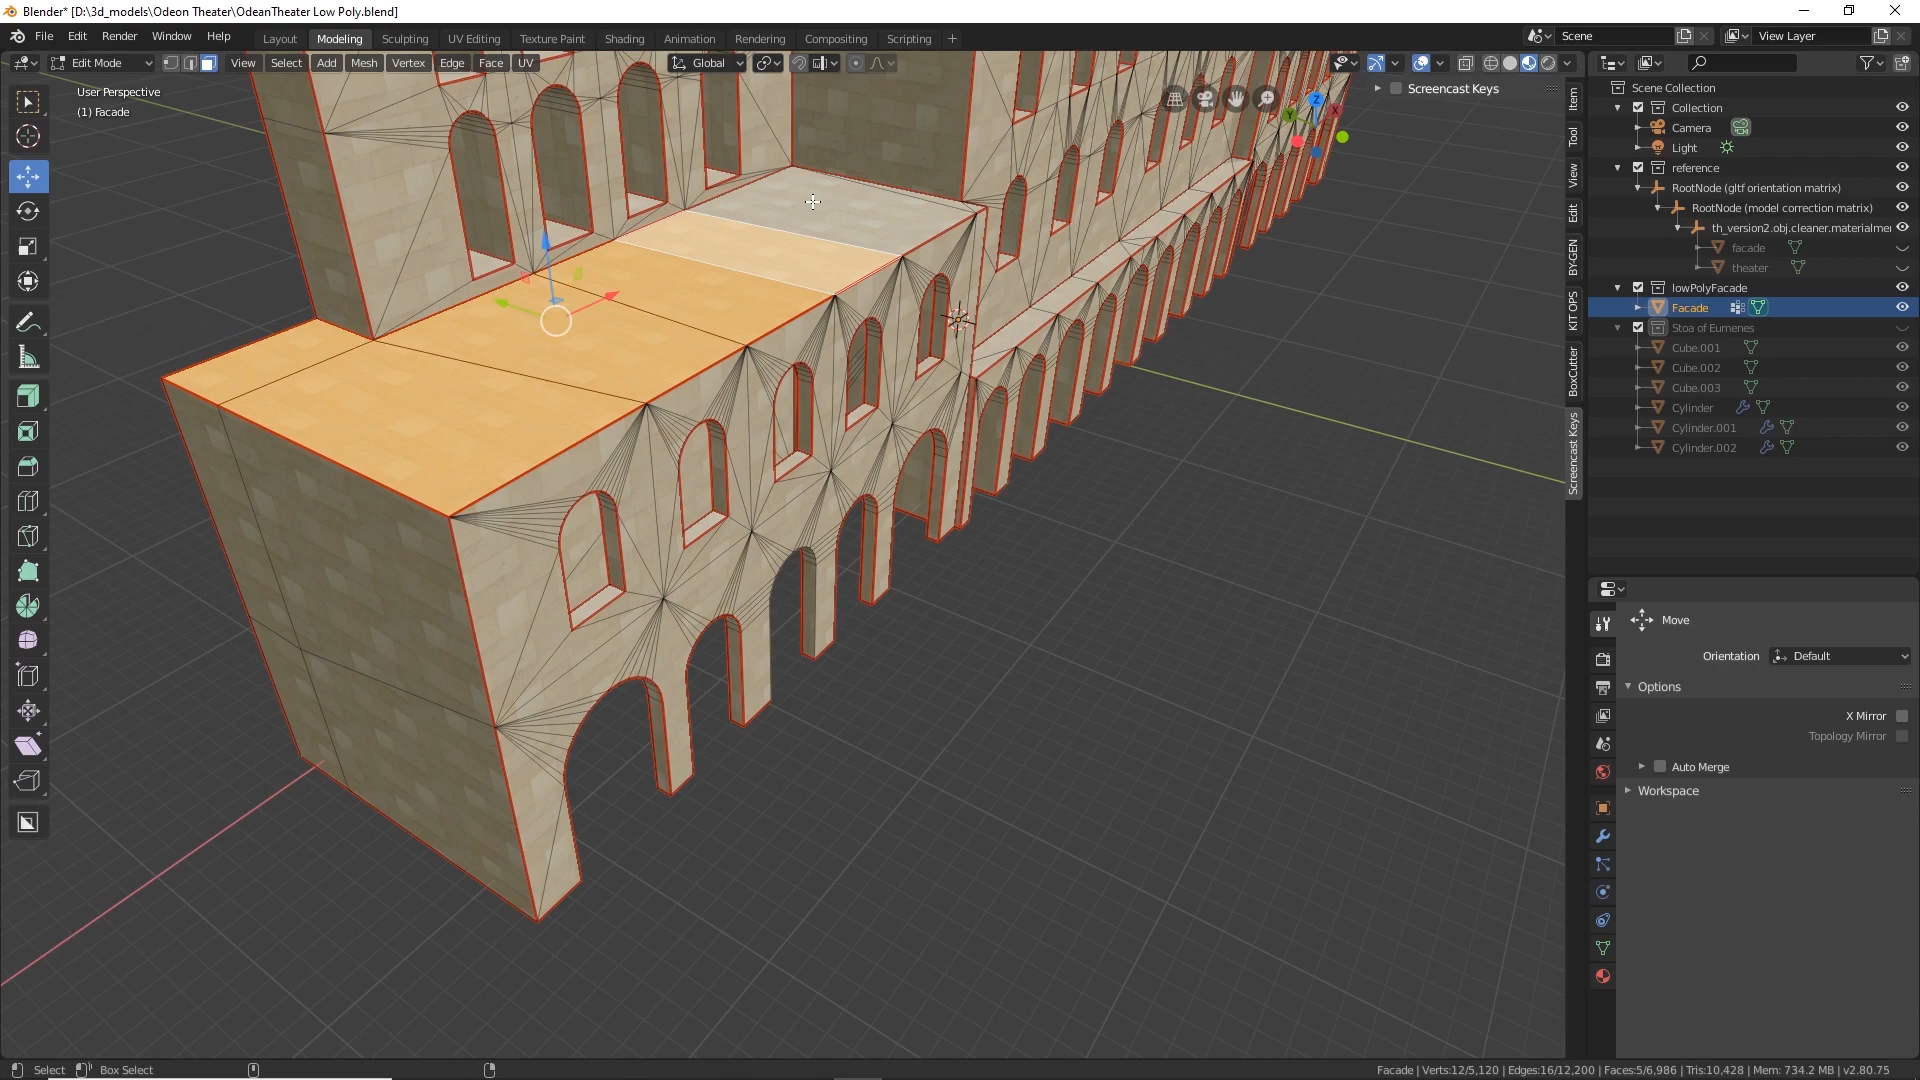 Blender* [D:\3d_models\Odeon Theater\OdeanTheater Low Poly.blend]
File Edit Render Window Help
Layout Modeling Sculpting UV Editing Texture Paint Shading Animation Rendering Compositing Scripting +
Scene
View Layer
Edit Mode View Select Add Mesh Vertex Edge Face UV
Global
User Perspective
(1) Facade
Screencast Keys
Z
Y
X
Item
Tool
View
Edit
BY-GEN
KIT OPS
BoxCutter
Screencast Keys
Scene Collection
Collection
Camera
Light
reference
RootNode (gltf orientation matrix)
RootNode (model correction matrix)
th_version2.obj.cleaner.materialmer
facade
theater
lowPolyFacade
Facade
Stoa of Eumenes
Cube.001
Cube.002
Cube.003
Cylinder
Cylinder.001
Cylinder.002
Move
Orientation Default
Options
X Mirror
Topology Mirror
Auto Merge
Workspace
Select
Box Select
Facade | Verts:12/5,120 | Edges:16/12,200 | Faces:5/6,986 | Tris:10,428 | Mem: 734.2 MB | v2.80.75